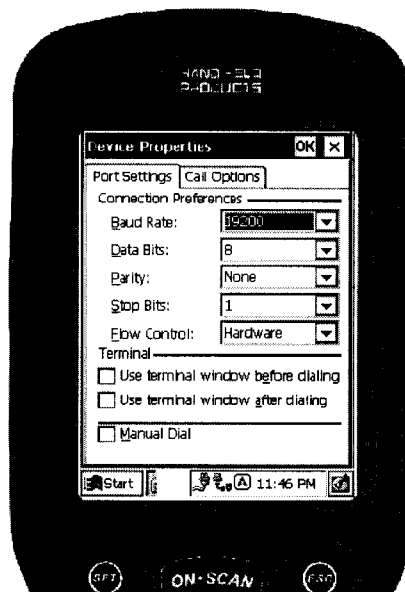 HAND HELD
PRODUCTS
Device Properties OK ×
Port Settings Call Options
Connection Preferences
Baud Rate: 19200
Data Bits: 8
Parity: None
Stop Bits: 1
Flow Control: Hardware
Terminal
Use terminal window before dialing
Use terminal window after dialing
Manual Dial
Start A 11:46 PM
SFT ON•SCAN ESC